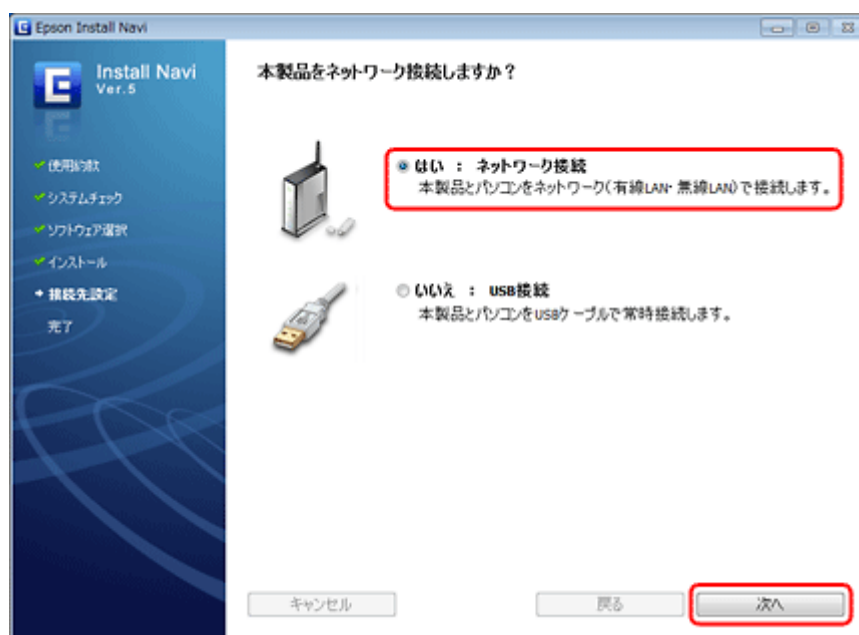 Epson Install Navi
Install Navi
Ver.5
本製品をネットワーク接続しますか？
使用約款
システムチェック
ソフトウェア選択
インストール
接続先設定
完了
はい ： ネットワーク接続
本製品とパソコンをネットワーク(有線LAN・無線LAN)で接続します。
いいえ ： USB接続
本製品とパソコンをUSBケーブルで常時接続します。
キャンセル
戻る
次へ